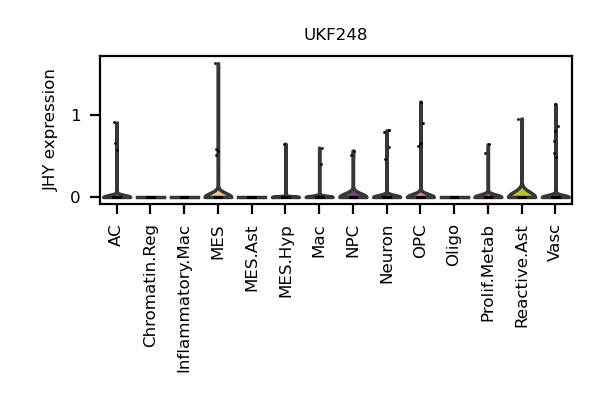 UKF248
JHY expression
1
0
AC
Chromatin.Reg
Inflammatory.Mac
MES
MES.Ast
MES.Hyp
Mac
NPC
Neuron
OPC
Oligo
Prolif.Metab
Reactive.Ast
Vasc